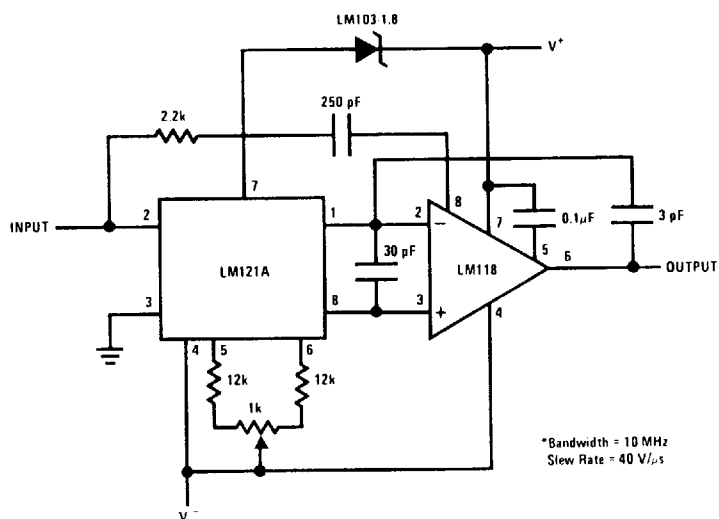 LM103-1.8
V+
250 pF
2.2k
7
8
INPUT
2
1
2
−
7
0.1μF
3 pF
LM121A
30 pF
LM118
5
6
OUTPUT
3
8
3
+
4
4
5
6
12k
12k
1k
*Bandwidth = 10 MHz
Slew Rate = 40 V/μs
V−